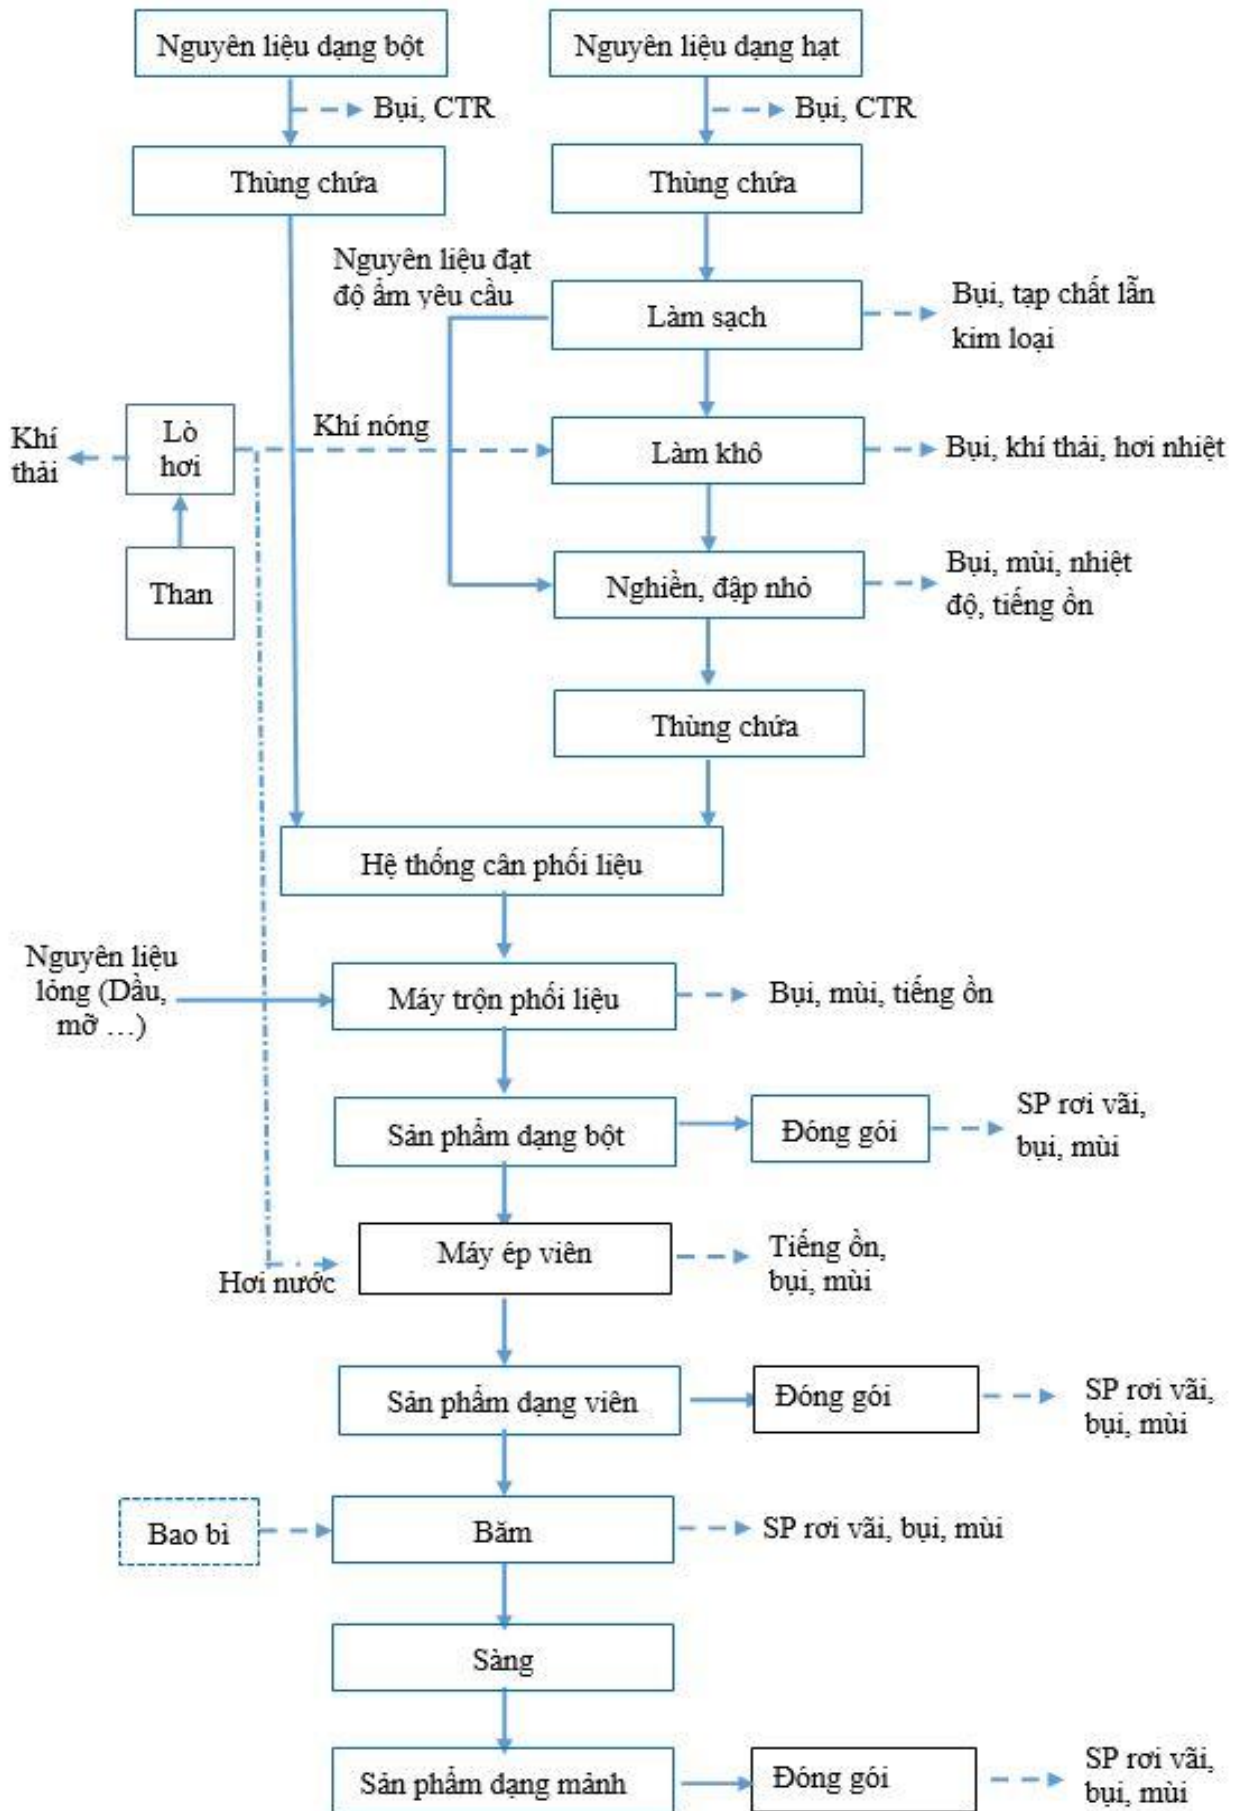 Nguyên liệu dạng bột
Nguyên liệu dạng hạt
Bụi, CTR
Bụi, CTR
Thùng chứa
Thùng chứa
Nguyên liệu đạt
độ ẩm yêu cầu
Làm sạch
Bụi, tạp chất lẫn
kim loại
Khí
thải
Lò
hơi
Khí nóng
Làm khô
Bụi, khí thải, hơi nhiệt
Than
Nghiền, đập nhỏ
Bụi, mùi, nhiệt
độ, tiếng ồn
Thùng chứa
Hệ thống cân phối liệu
Nguyên liệu
lỏng (Dầu,
mỡ ...)
Máy trộn phối liệu
Bụi, mùi, tiếng ồn
Sản phẩm dạng bột
Đóng gói
SP rơi vãi,
bụi, mùi
Máy ép viên
Tiếng ồn,
bụi, mùi
Hơi nước
Sản phẩm dạng viên
Đóng gói
SP rơi vãi,
bụi, mùi
Bao bì
Băm
SP rơi vãi, bụi, mùi
Sàng
Sản phẩm dạng mảnh
Đóng gói
SP rơi vãi,
bụi, mùi